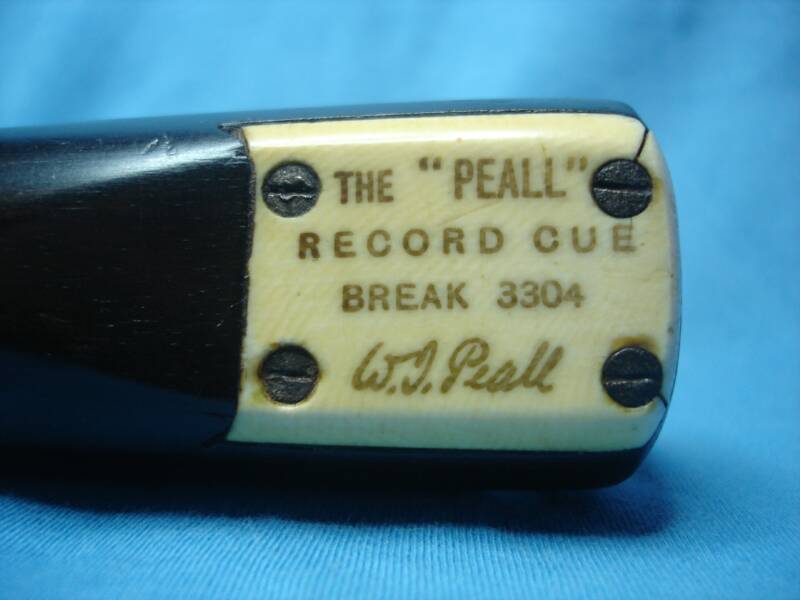 THE "PEALL"
RECORD CUE
BREAK 3304
W.J. Peall